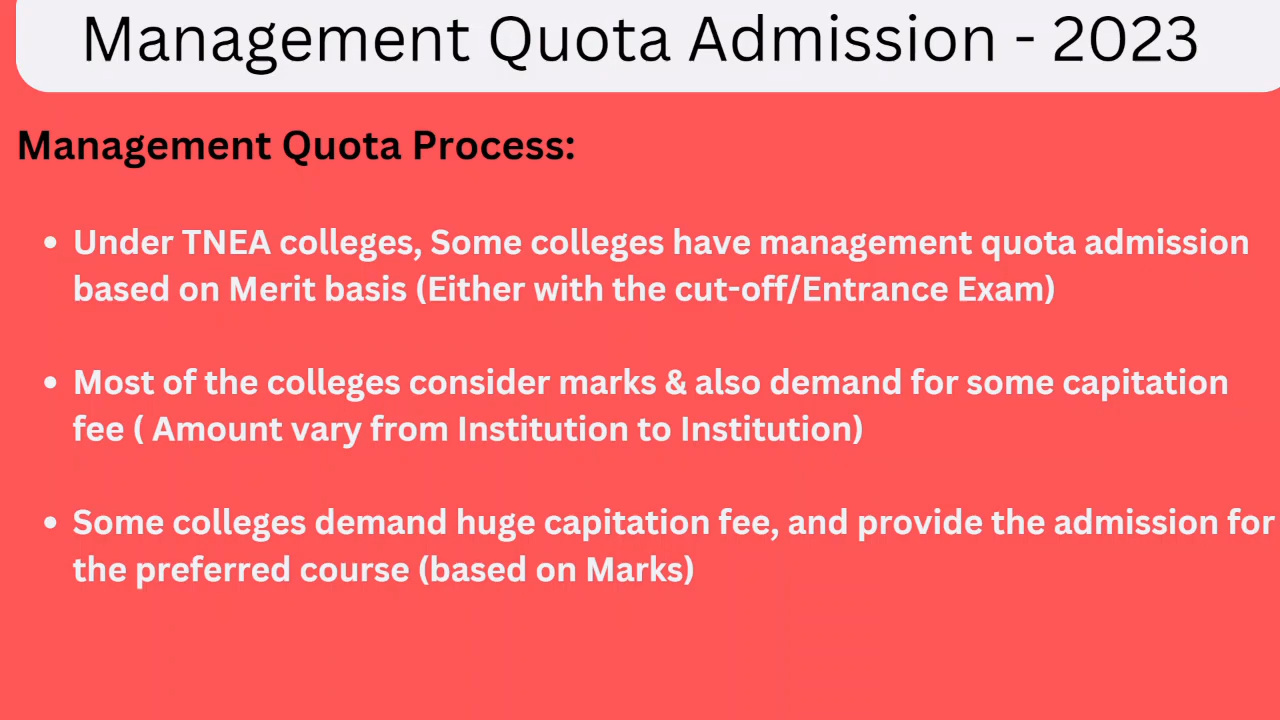 Management Quota Admission - 2023
Management Quota Process:
• Under TNEA colleges, Some colleges have management quota admission
based on Merit basis (Either with the cut-off/Entrance Exam)
• Most of the colleges consider marks & also demand for some capitation
fee ( Amount vary from Institution to Institution)
• Some colleges demand huge capitation fee, and provide the admission for
the preferred course (based on Marks)